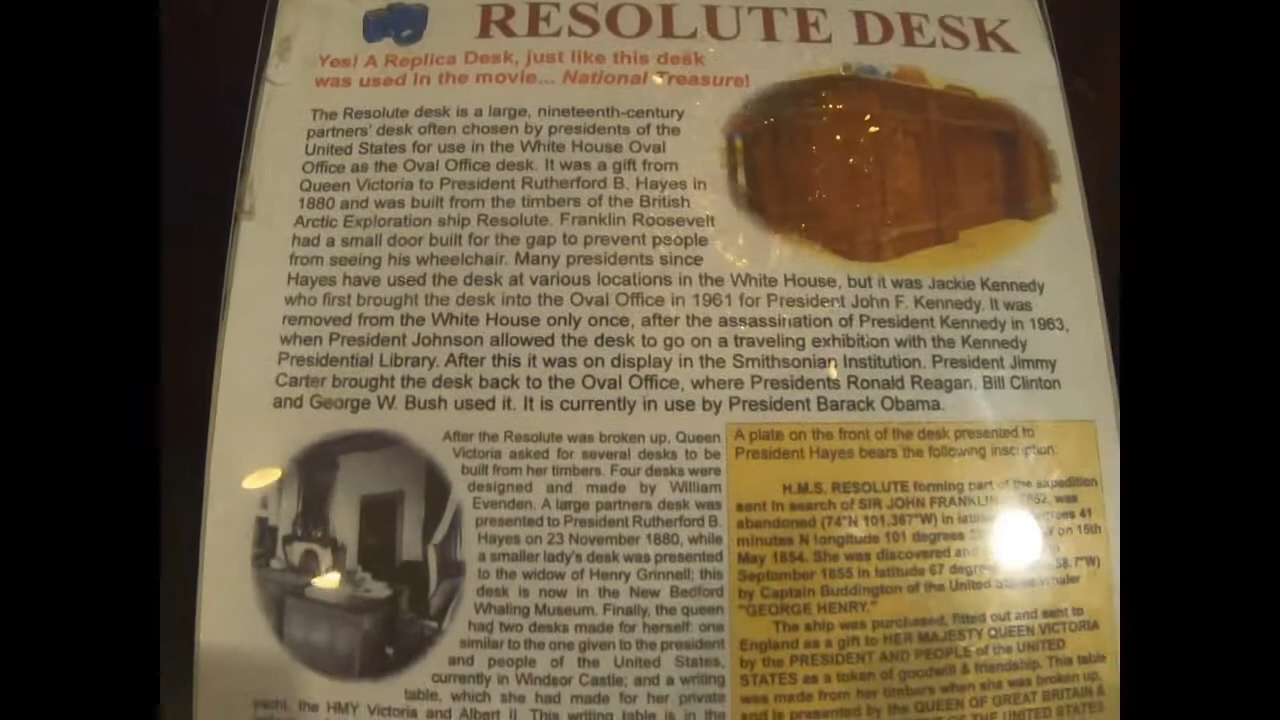 RESOLUTE DESK
Yes! A Replica Desk, just like this desk
was used in the movie... National Treasure!
The Resolute desk is a large, nineteenth-century
partners' desk often chosen by presidents of the
United States for use in the White House Oval
Office as the Oval Office desk. It was a gift from
Queen Victoria to President Rutherford B. Hayes in
1880 and was built from the timbers of the British
Arctic Exploration ship Resolute. Franklin Roosevelt
had a small door built for the gap to prevent people
from seeing his wheelchair. Many presidents since
Hayes have used the desk at various locations in the White House, but it was Jackie Kennedy
who first brought the desk into the Oval Office in 1961 for President John F. Kennedy. It was
removed from the White House only once, after the assassination of President Kennedy in 1963,
when President Johnson allowed the desk to go on a traveling exhibition with the Kennedy
Presidential Library. After this it was on display in the Smithsonian Institution. President Jimmy
Carter brought the desk back to the Oval Office, where Presidents Ronald Reagan, Bill Clinton
and George W. Bush used it. It is currently in use by President Barack Obama.
After the Resolute was broken up, Queen
Victoria asked for several desks to be
built from her timbers. Four desks were
designed and made by William
Evenden. A large partners desk was
presented to President Rutherford B.
Hayes on 23 November 1880, while
a smaller lady's desk was presented
to the widow of Henry Grinnell; this
desk is now in the New Bedford
Whaling Museum. Finally, the queen
had two desks made for herself: one
similar to the one given to the president
and people of the United States,
currently in Windsor Castle; and a writing
table, which she had made for her private
yacht, the HMY Victoria and Albert II. This writing table is in the
A plate on the front of the desk presented to
President Hayes bears the following inscription:
H.M.S. RESOLUTE forming part of the expedition
sent in search of SIR JOHN FRANKLIN 1852, was
abandoned (74°N 101.367°W) in 41
minutes N longitude 101 degrees on 15th
May 1854. She was discovered and
September 1855 in latitude 67 58.7°W)
by Captain Buddington of the United States Whaler
"GEORGE HENRY."
The ship was purchased, fitted out and sent to
England as a gift to HER MAJESTY QUEEN VICTORIA
by the PRESIDENT AND PEOPLE of the UNITED
STATES as a token of goodwill & friendship. This table
was made from her timbers when she was broken up,
and is presented by the QUEEN OF GREAT BRITAIN &
OF THE UNITED STATES